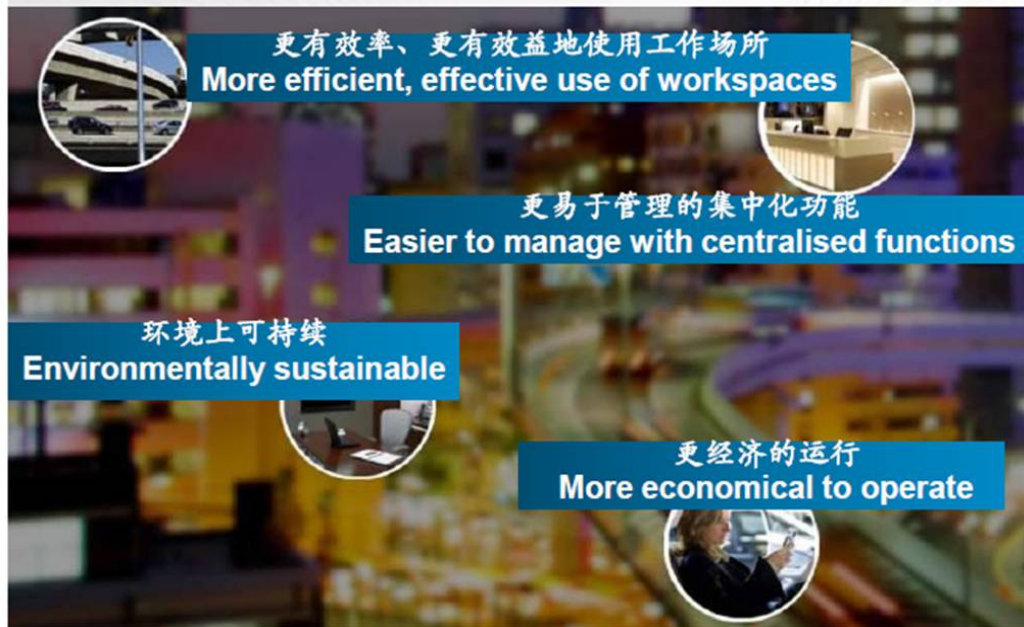 更有效率、更有效益地使用工作场所
More efficient, effective use of workspaces
更易于管理的集中化功能
Easier to manage with centralised functions
环境上可持续
Environmentally sustainable
更经济的运行
More economical to operate